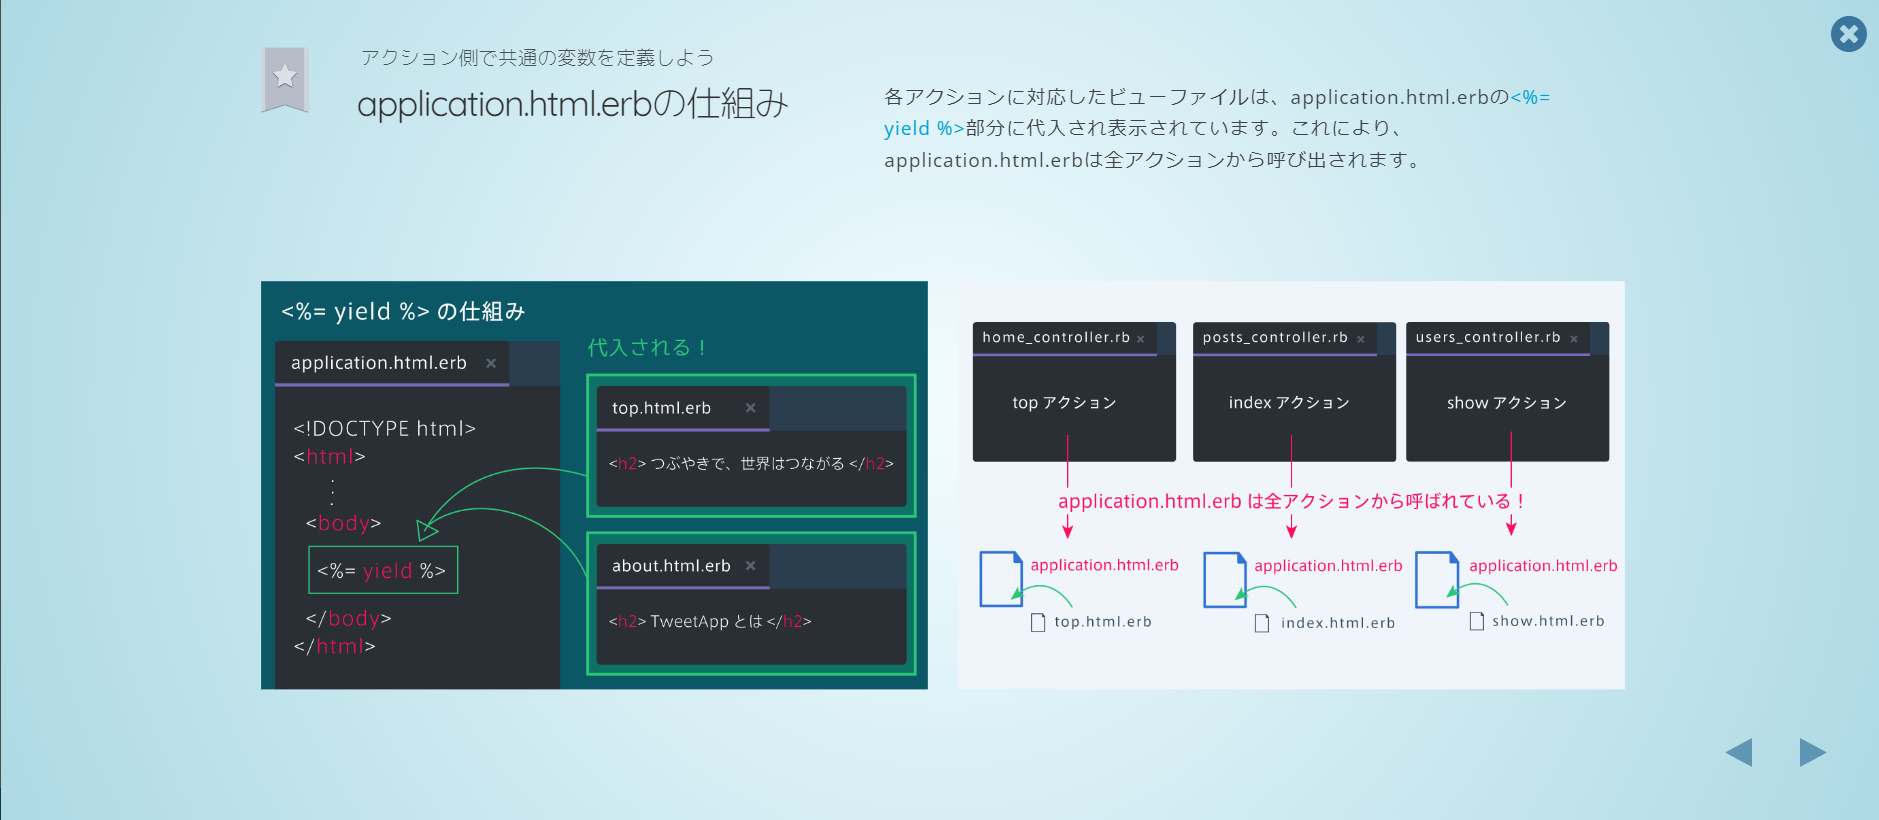 アクション側で共通の変数を定義しよう
application.html.erbの仕組み
各アクションに対応したビューファイルは、application.html.erbの<%=
yield %>部分に代入され表示されています。これにより、
application.html.erbは全アクションから呼び出されます。
<%= yield %> の仕組み
application.html.erb ×
<!DOCTYPE html>
<html>
⋮
<body>
<%= yield %>
</body>
</html>
代入される！
top.html.erb ×
<h2> つぶやきで、世界はつながる </h2>
about.html.erb ×
<h2> TweetApp とは </h2>
home_controller.rb ×
top アクション
posts_controller.rb ×
index アクション
users_controller.rb ×
show アクション
application.html.erb は全アクションから呼ばれている！
application.html.erb
top.html.erb
application.html.erb
index.html.erb
application.html.erb
show.html.erb